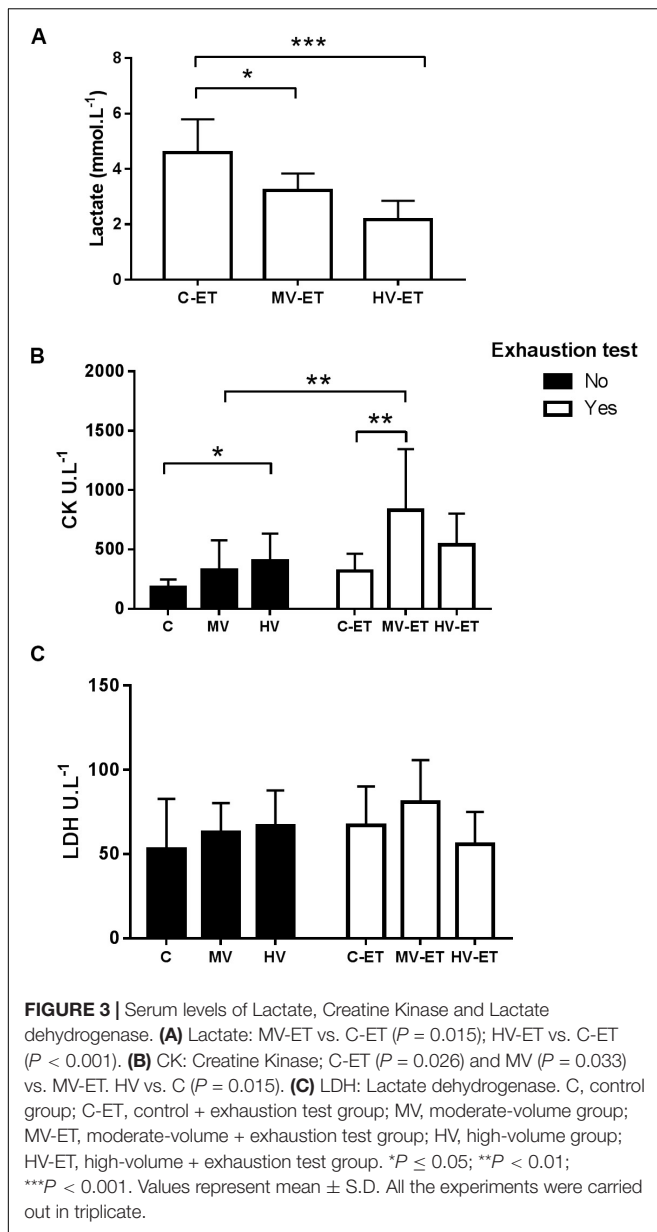 A
***
*
Lactate (mmol.L⁻¹)
8
6
4
2
0
C-ET MV-ET HV-ET
B
Exhaustion test
No
Yes
**
**
*
CK U.L⁻¹
2000
1500
1000
500
0
C MV HV C-ET MV-ET HV-ET
C
LDH U.L⁻¹
150
100
50
0
C MV HV C-ET MV-ET HV-ET
FIGURE 3 | Serum levels of Lactate, Creatine Kinase and Lactate
dehydrogenase. (A) Lactate: MV-ET vs. C-ET (P = 0.015); HV-ET vs. C-ET
(P < 0.001). (B) CK: Creatine Kinase; C-ET (P = 0.026) and MV (P = 0.033)
vs. MV-ET. HV vs. C (P = 0.015). (C) LDH: Lactate dehydrogenase. C, control
group; C-ET, control + exhaustion test group; MV, moderate-volume group;
MV-ET, moderate-volume + exhaustion test group; HV, high-volume group;
HV-ET, high-volume + exhaustion test group. *P ≤ 0.05; **P < 0.01;
***P < 0.001. Values represent mean ± S.D. All the experiments were carried
out in triplicate.